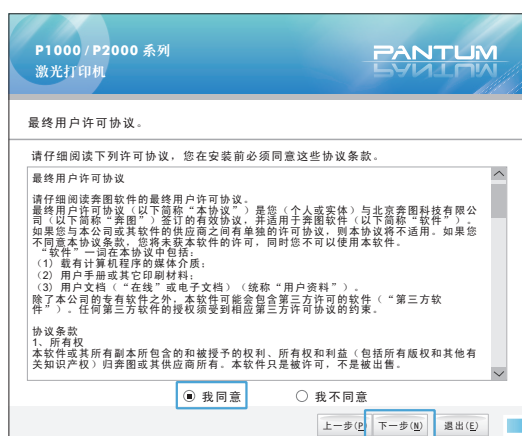 P1000/P2000 系列
激光打印机
PANTUM
最终用户许可协议。
请仔细阅读下列许可协议，您在安装前必须同意这些协议条款。
最终用户许可协议
请仔细阅读奔图软件的最终用户许可协议。
最终用户许可协议（以下简称“本协议”）是您（个人或实体）与北京奔图科技有限公
司（以下简称“奔图”）签订的有效协议，并适用于奔图软件（以下简称“软件”）。
如果您与本公司或其软件的供应商之间有单独的许可协议，则本协议将不适用。如果您
不同意本协议条款，您将未获本软件的许可，同时您不可以使用本软件。
“软件”一词在本协议中包括：
(1) 载有计算机程序的媒体介质；
(2) 用户手册或其它印刷材料；
(3) 用户文档（“在线”或电子文档）（统称“用户资料”）。
除了本公司的专有软件之外，本软件可能会包含第三方许可的软件（“第三方软
件”）。任何第三方软件的授权须受到相应第三方许可协议的约束。
协议条款
1、所有权
本软件或其所有副本所包含的和被授予的权利、所有权和利益（包括所有版权和其他有
关知识产权）归奔图或其供应商所有。本软件只是被许可，不是被出售。
我同意 我不同意
上一步(P 下一步(N) 退出(E)